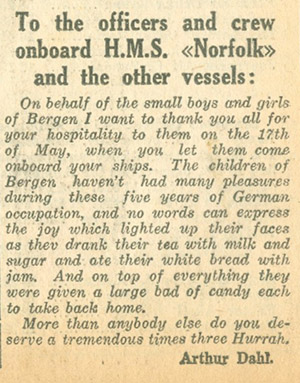 To the officers and crew
onboard H.M.S. «Norfolk»
and the other vessels:
On behalf of the small boys and girls
of Bergen I want to thank you all for
your hospitality to them on the 17th
of May, when you let them come
onboard your ships. The children of
Bergen haven't had many pleasures
during these five years of German
occupation, and no words can express
the joy which lighted up their faces
as thev drank their tea with milk and
sugar and ate their white bread with
jam. And on top of everything they
were given a large bad of candy each
to take back home.
More than anybody else do you de-
serve a tremendous times three Hurrah.
Arthur Dahl.